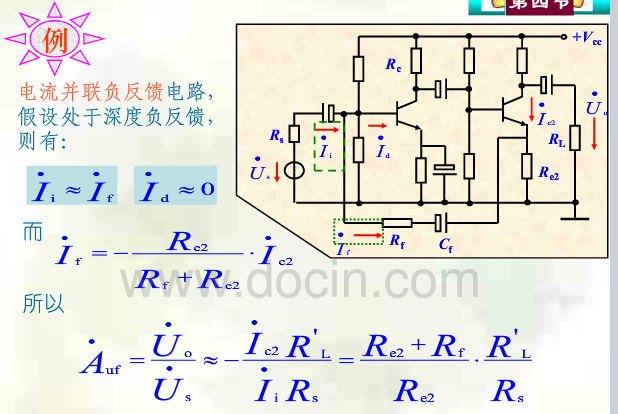 第四节
例
电流并联负反馈电路，
假设处于深度负反馈，
则有：
İi ≈ İf İd ≈ 0
而
İf = − Re2 / (Rf + Re2) · İc2
所以
Ȧuf = U̇o / U̇s ≈ − İc2 R'L / İi Rs = (Re2 + Rf) / Re2 · R'L / Rs
+Vcc
Rc
Rs
U̇s
İi
İd
İc2
RL
U̇o
Re2
İf
Rf
Cf
www.docin.com